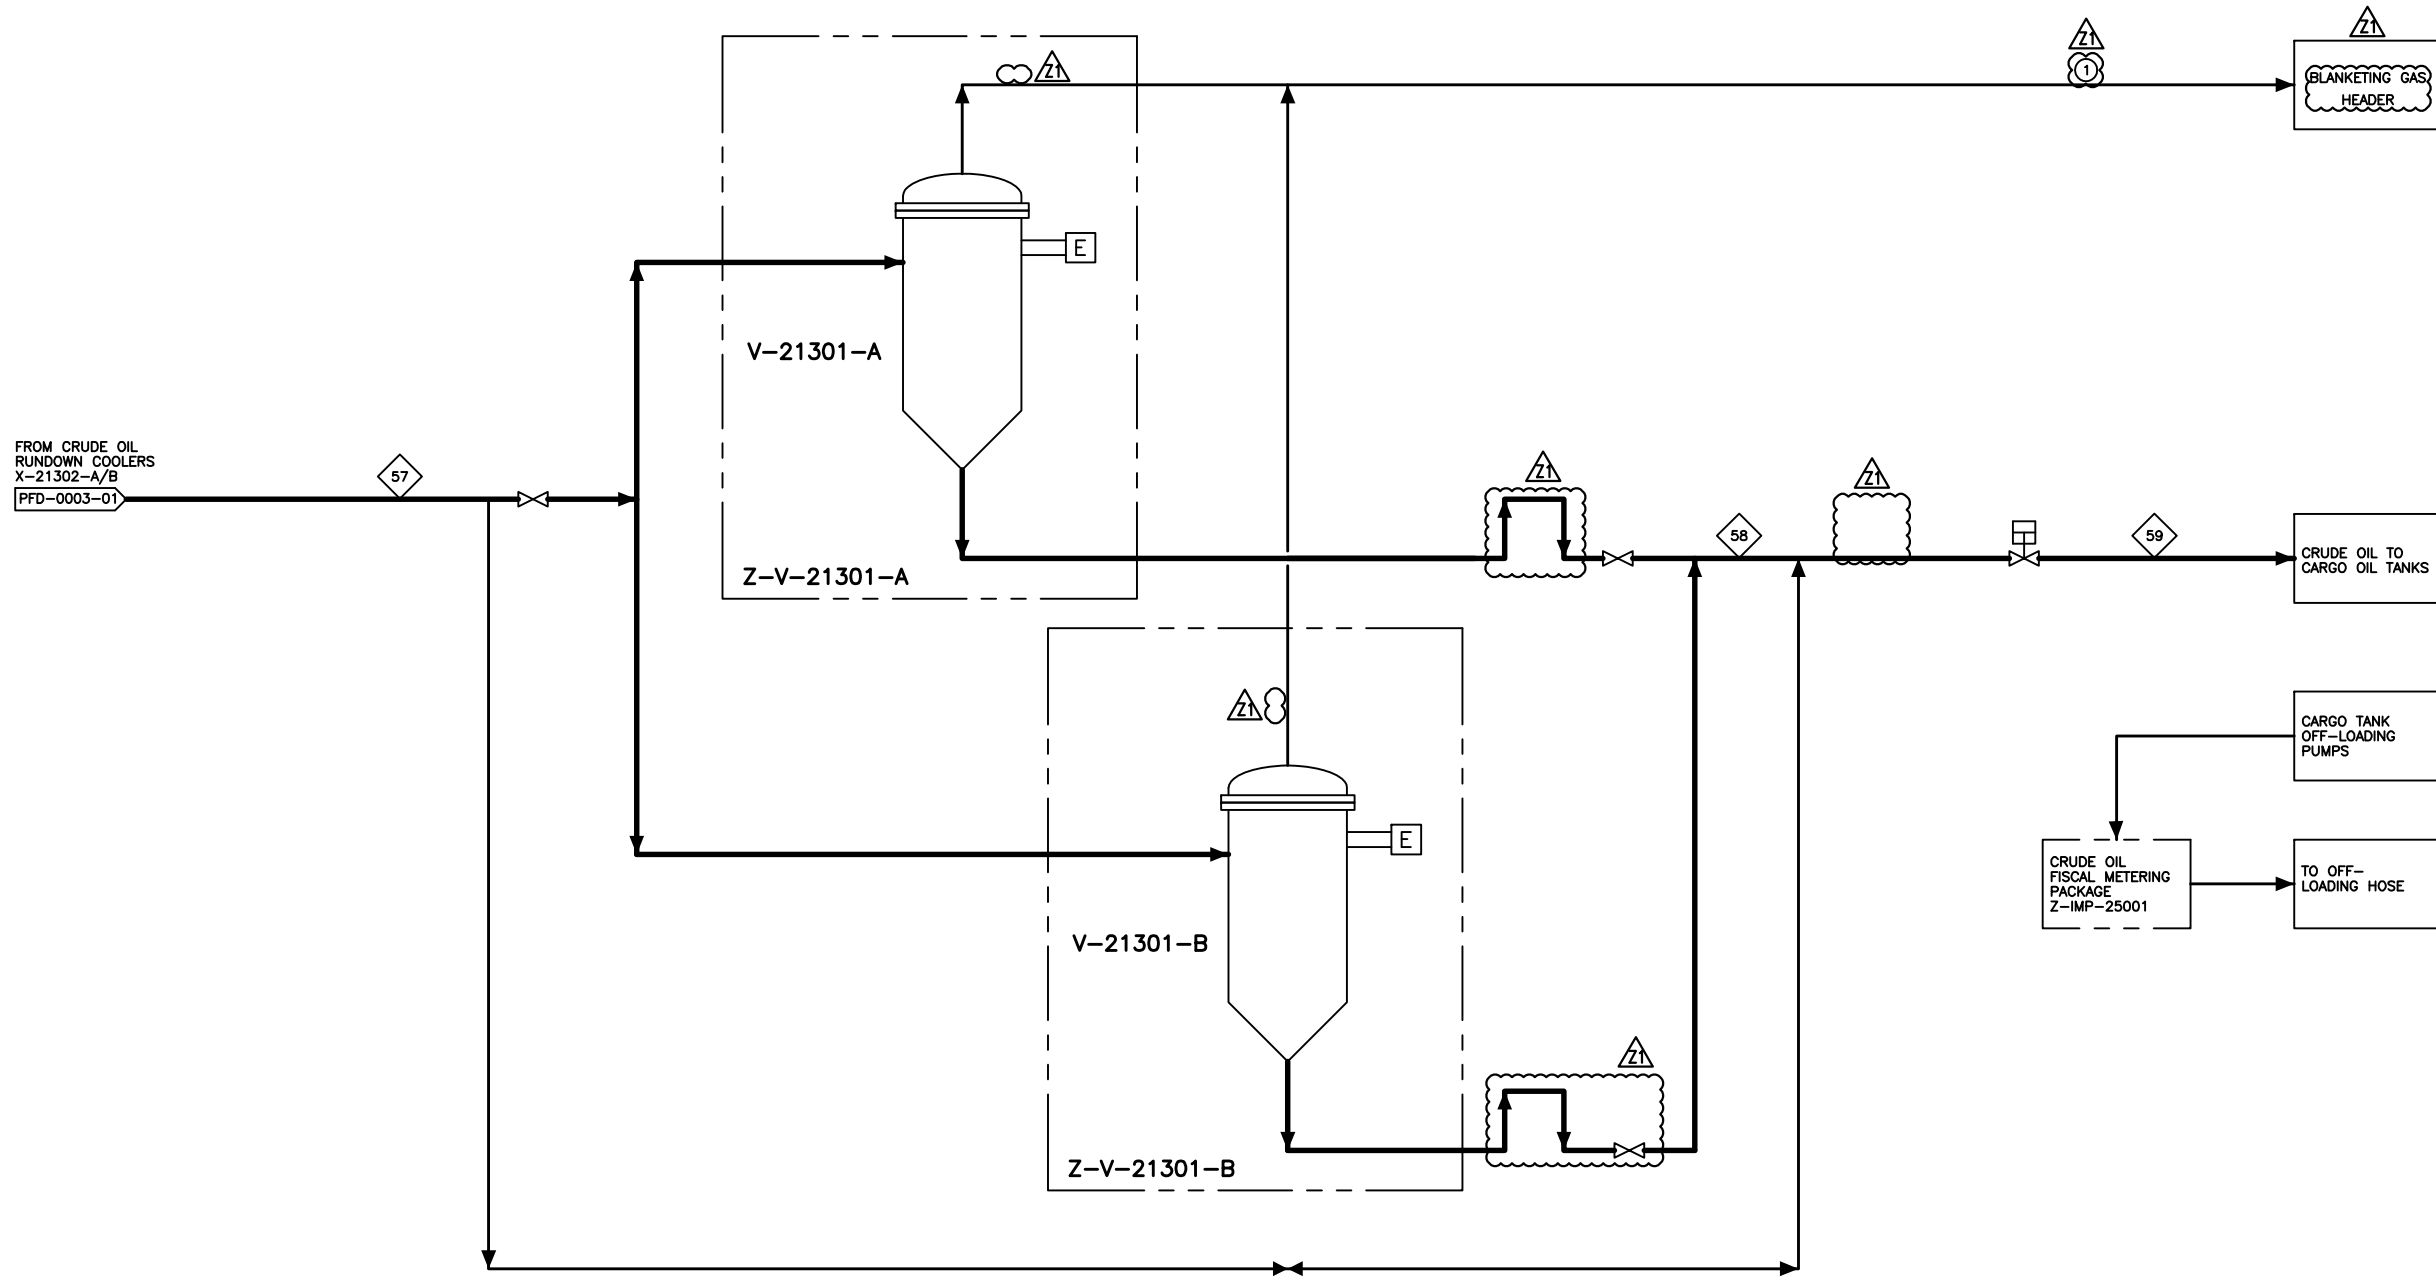 Z1
Z1
Z1
1
BLANKETING GAS
HEADER
E
V-21301-A
FROM CRUDE OIL
RUNDOWN COOLERS
X-21302-A/B
PFD-0003-01
57
Z1
Z1
58
59
CRUDE OIL TO
CARGO OIL TANKS
Z-V-21301-A
Z1
CARGO TANK
OFF-LOADING
PUMPS
E
CRUDE OIL
FISCAL METERING
PACKAGE
Z-IMP-25001
TO OFF-
LOADING HOSE
V-21301-B
Z1
Z-V-21301-B